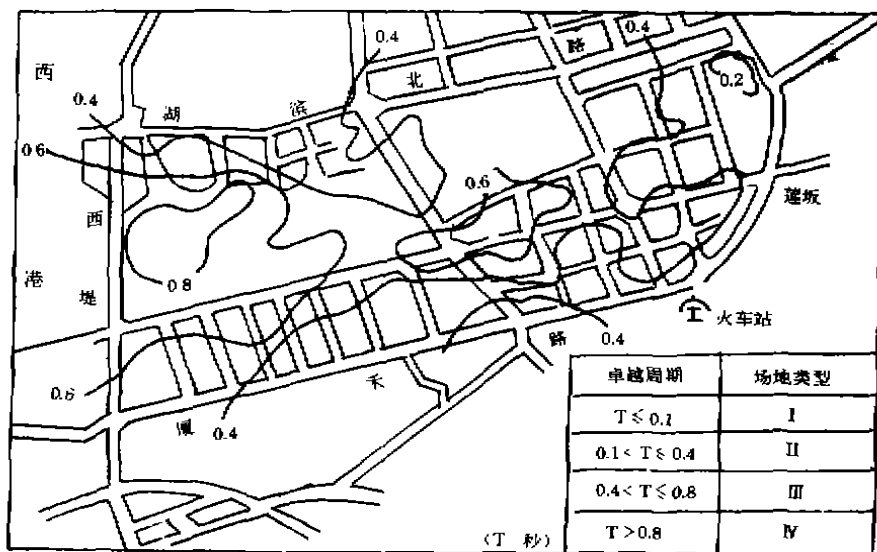 西
港
西
堤
湖
滨
北
路
0.4
0.4
0.4
0.2
0.6
0.6
0.8
莲坂
火车站
0.4
路
禾
厦
0.4
0.6
(T 秒)
卓越周期 场地类型
T≤0.1 Ⅰ
0.1<T≤0.4 Ⅱ
0.4<T≤0.8 Ⅲ
T>0.8 Ⅳ